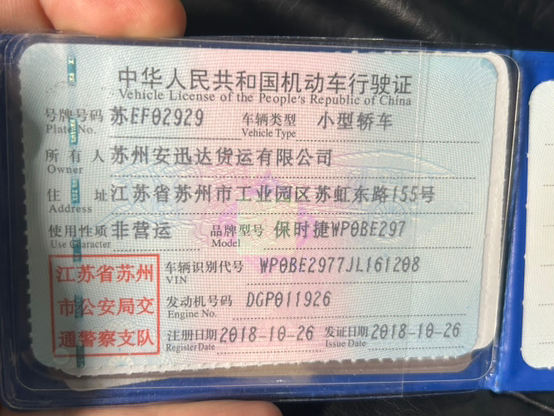 中华人民共和国机动车行驶证
Vehicle License of the People's Republic of China
号牌号码 苏EF02929 车辆类型 小型轿车
Plate No. Vehicle Type
所有人 苏州安迅达货运有限公司
Owner
住址 江苏省苏州市工业园区苏虹东路155号
Address
使用性质 非营运 品牌型号 保时捷WP0BE297
Use Character Model
江苏省苏州
市公安局交
通警察支队
车辆识别代号 WP0BE2977JL161208
VIN
发动机号码 DGP011926
Engine No.
注册日期 2018-10-26 发证日期 2018-10-26
Register Date Issue Date